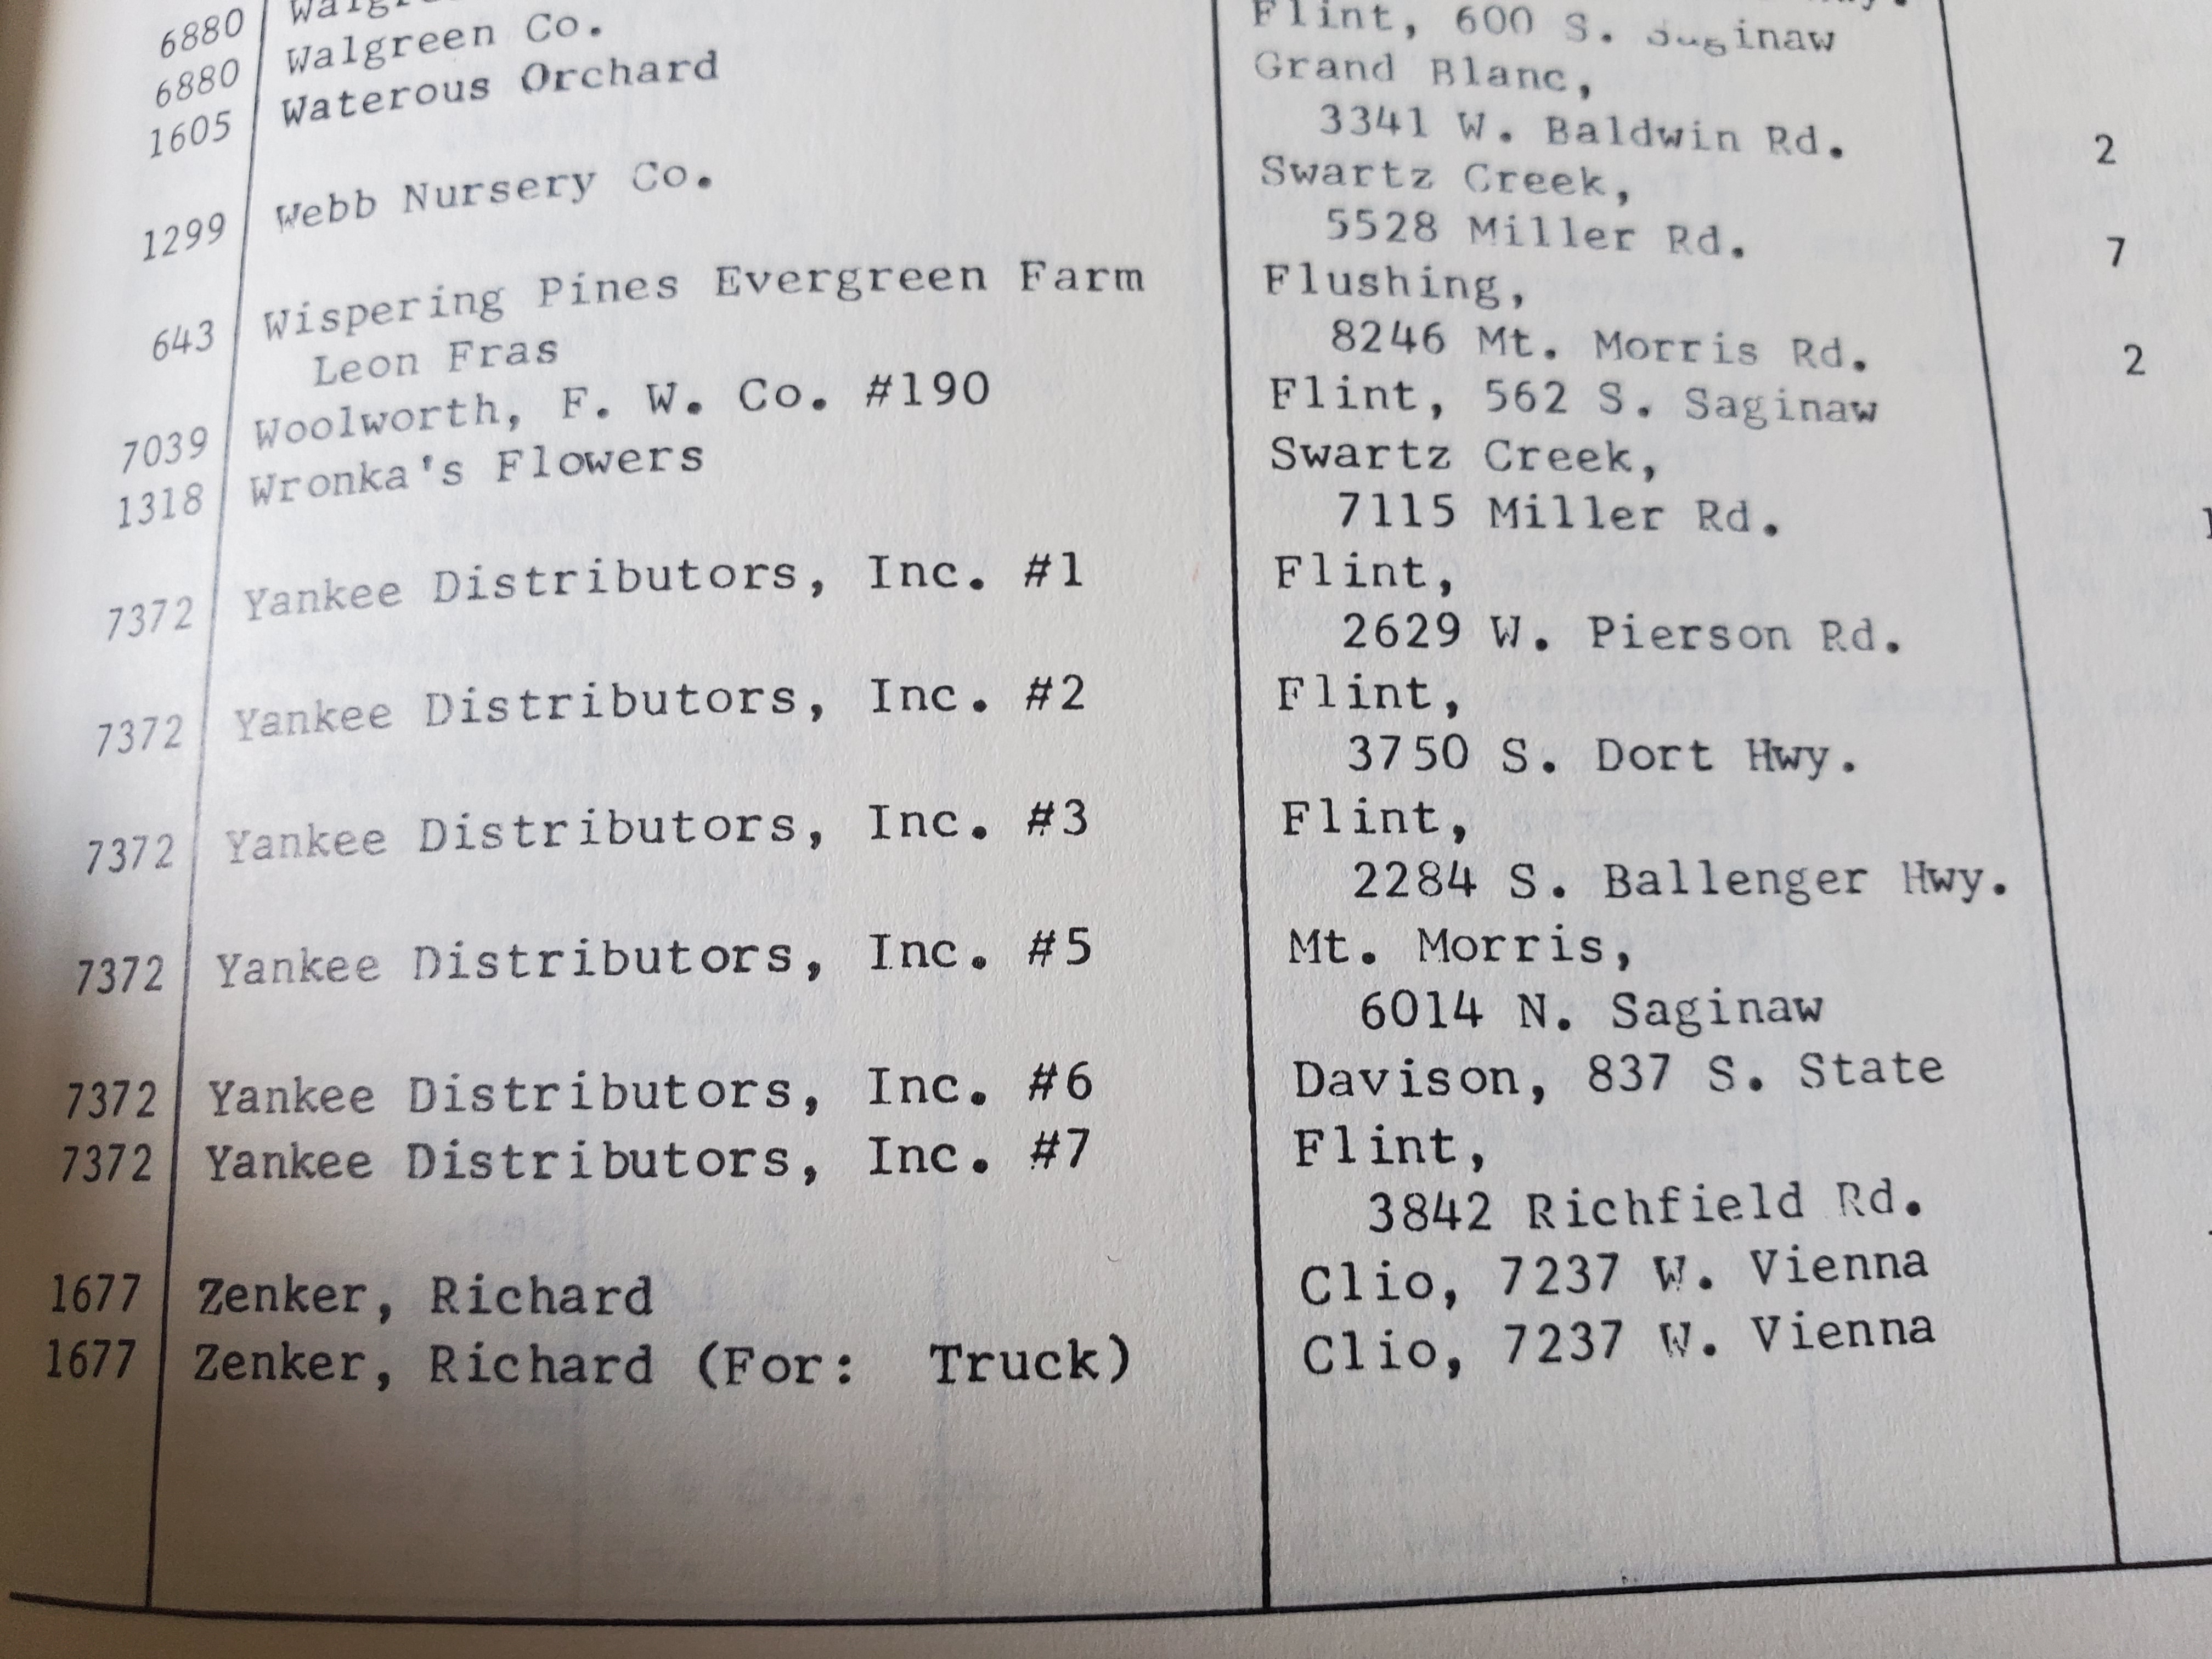 6880
6880 Walgreen Co. Flint, 600 S. Saginaw
1605 Waterous Orchard Grand Blanc,
3341 W. Baldwin Rd. 2
1299 Webb Nursery Co. Swartz Creek,
5528 Miller Rd. 7
643 Wispering Pines Evergreen Farm Flushing,
Leon Fras 8246 Mt. Morris Rd. 2
7039 Woolworth, F. W. Co. #190 Flint, 562 S. Saginaw
1318 Wronka's Flowers Swartz Creek,
7115 Miller Rd.
7372 Yankee Distributors, Inc. #1 Flint,
2629 W. Pierson Rd.
7372 Yankee Distributors, Inc. #2 Flint,
3750 S. Dort Hwy.
7372 Yankee Distributors, Inc. #3 Flint,
2284 S. Ballenger Hwy.
7372 Yankee Distributors, Inc. #5 Mt. Morris,
6014 N. Saginaw
7372 Yankee Distributors, Inc. #6 Davison, 837 S. State
7372 Yankee Distributors, Inc. #7 Flint,
3842 Richfield Rd.
1677 Zenker, Richard Clio, 7237 W. Vienna
1677 Zenker, Richard (For: Truck) Clio, 7237 W. Vienna